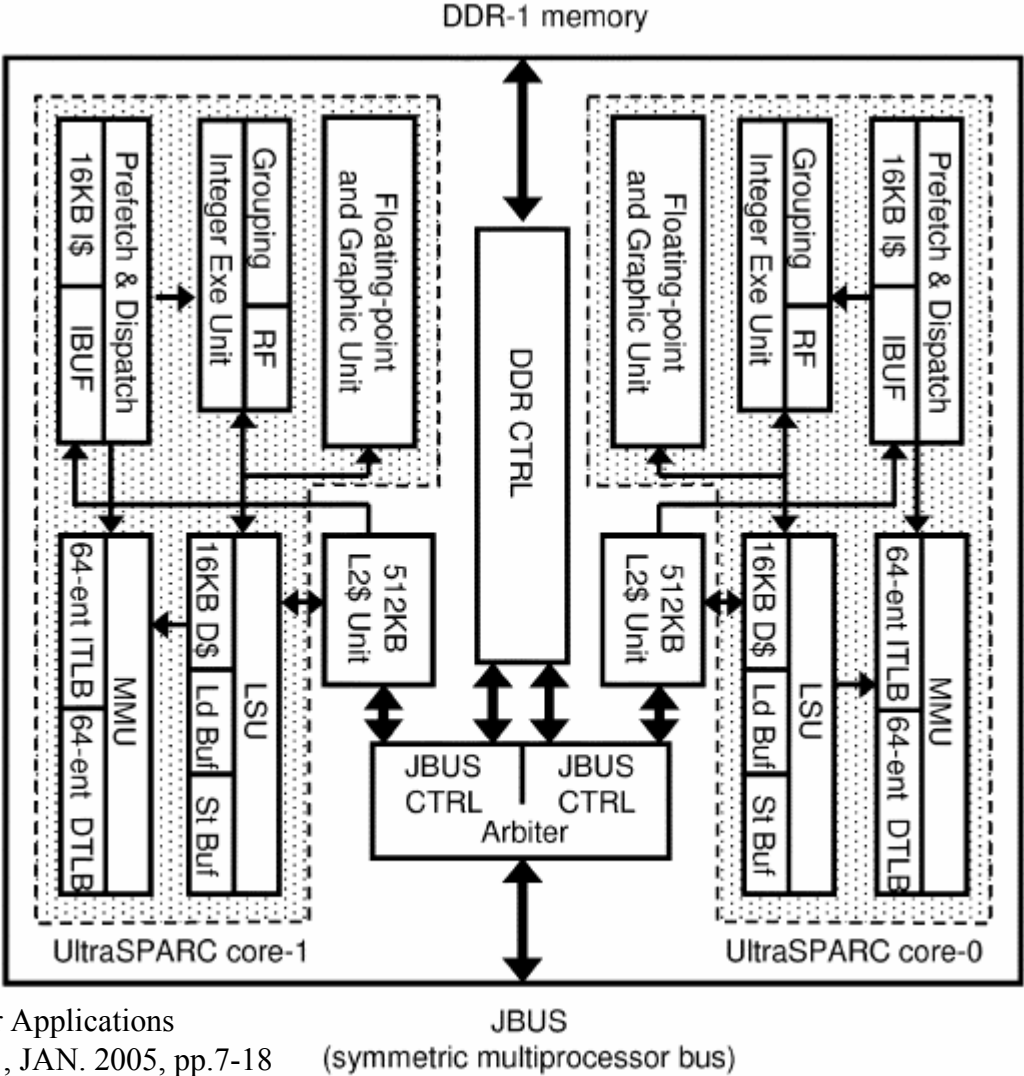 DDR-1 memory
16KB I$
IBUF
Prefetch & Dispatch
Integer Exe Unit
Grouping
RF
Floating-point
and Graphic Unit
64-ent ITLB
64-ent DTLB
MMU
16KB D$
Ld Buf
St Buf
LSU
512KB
L2$ Unit
UltraSPARC core-1
DDR CTRL
JBUS
CTRL
JBUS
CTRL
Arbiter
Floating-point
and Graphic Unit
Integer Exe Unit
Grouping
RF
16KB I$
IBUF
Prefetch & Dispatch
512KB
L2$ Unit
16KB D$
Ld Buf
St Buf
LSU
64-ent ITLB
64-ent DTLB
MMU
UltraSPARC core-0
JBUS
(symmetric multiprocessor bus)
Applications
, JAN. 2005, pp.7-18